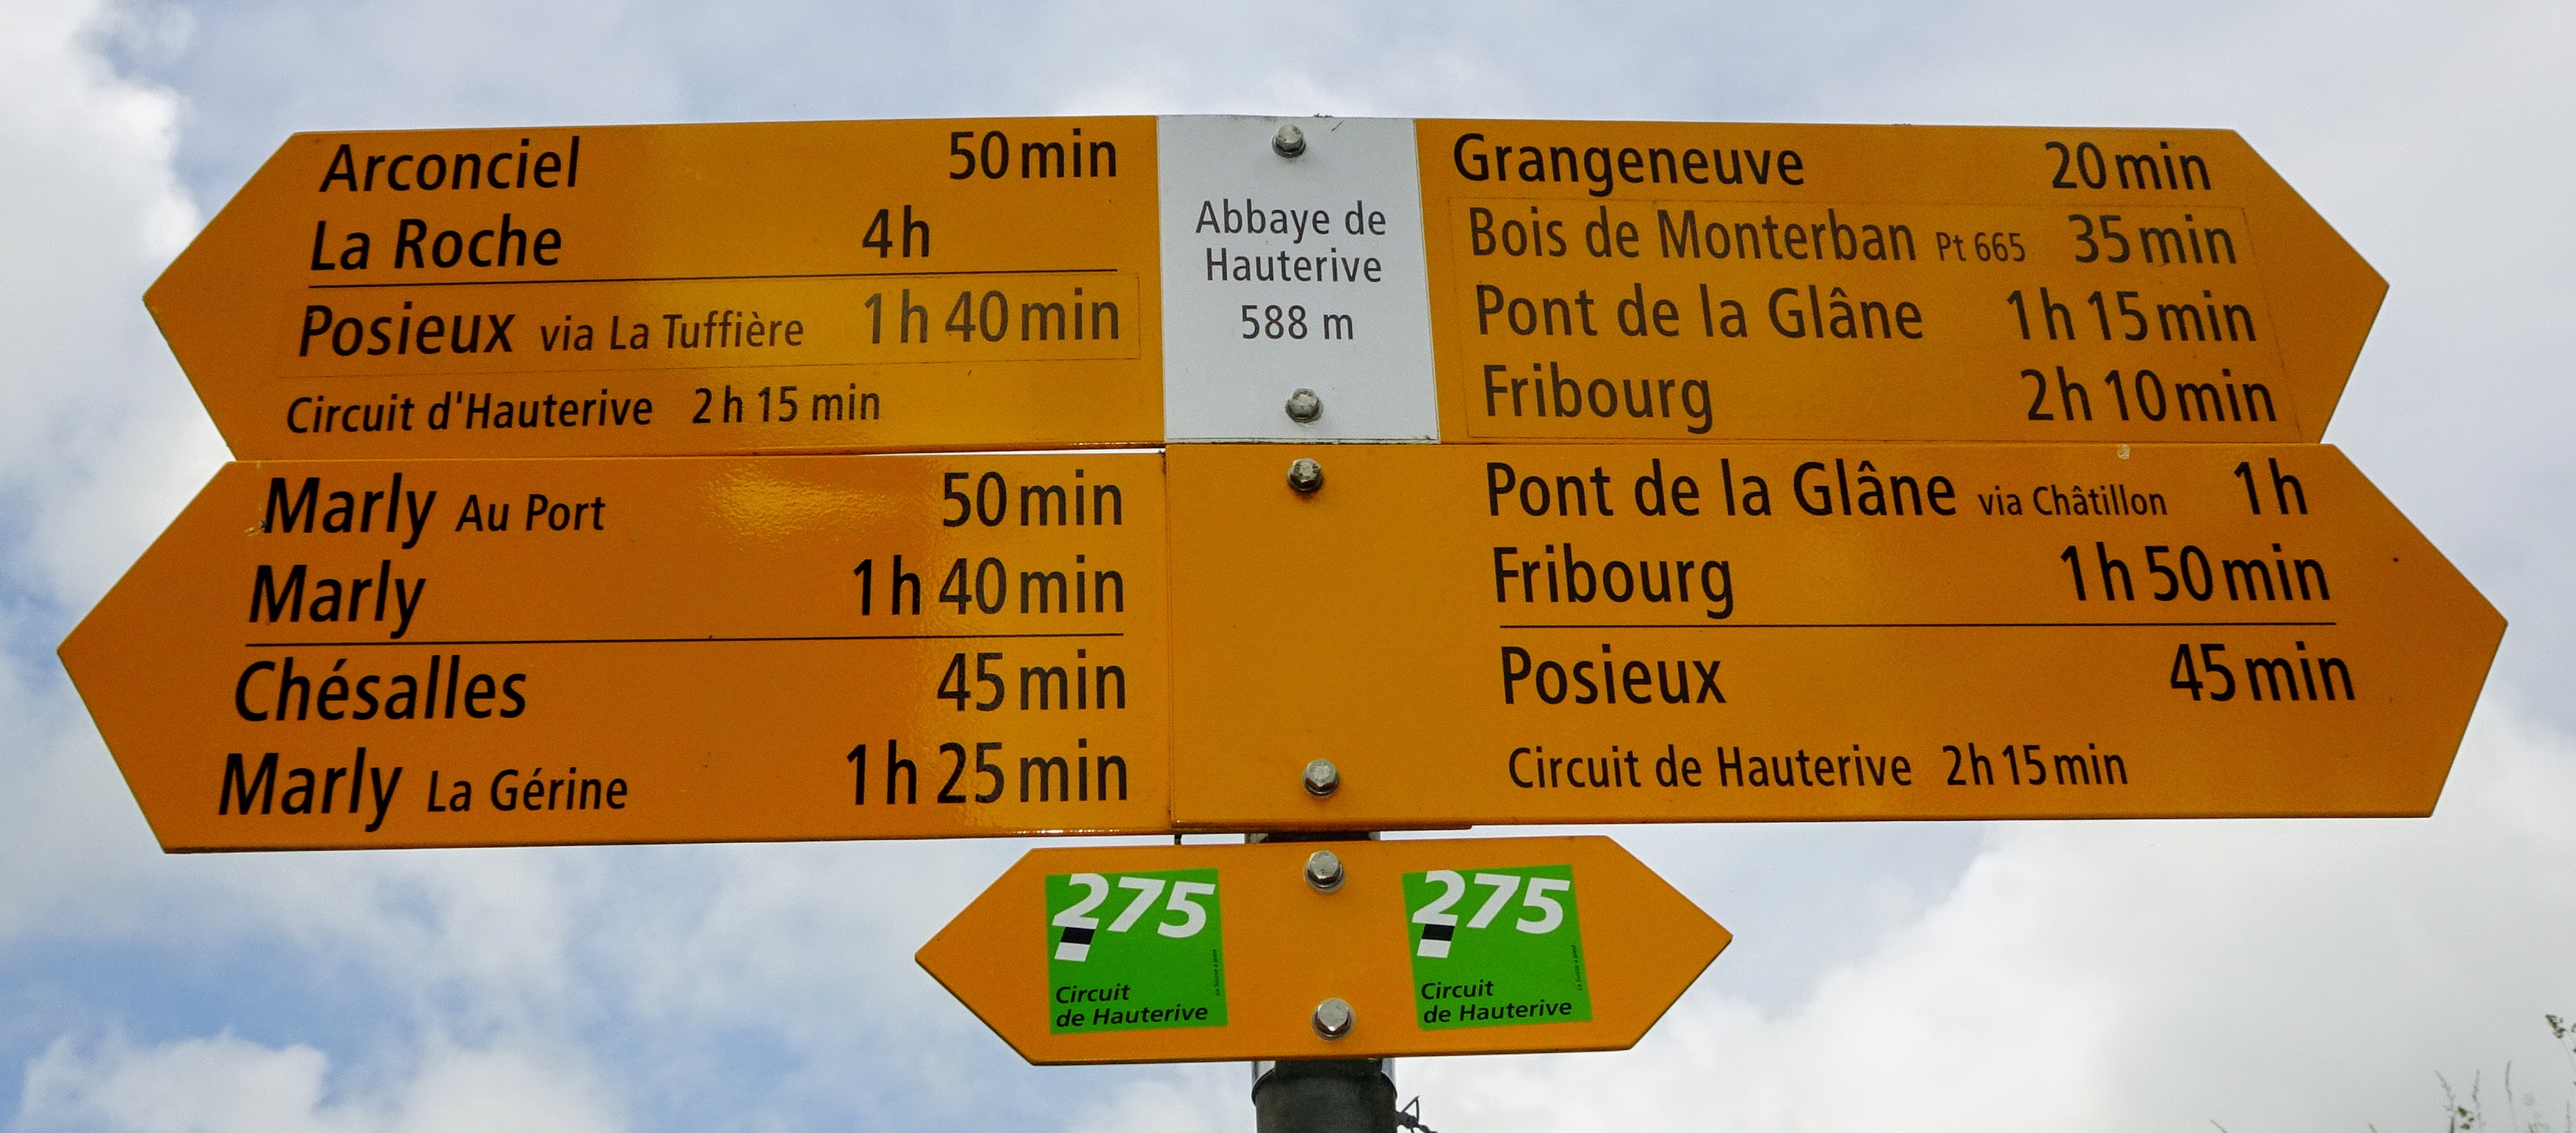 Arconciel 50 min
La Roche 4 h
Posieux via La Tuffière 1 h 40 min
Circuit d'Hauterive 2 h 15 min
Abbaye de
Hauterive
588 m
Grangeneuve 20 min
Bois de Monterban Pt 665 35 min
Pont de la Glâne 1 h 15 min
Fribourg 2 h 10 min
Marly Au Port 50 min
Marly 1 h 40 min
Chésalles 45 min
Marly La Gérine 1 h 25 min
Pont de la Glâne via Châtillon 1 h
Fribourg 1 h 50 min
Posieux 45 min
Circuit de Hauterive 2 h 15 min
275
Circuit
de Hauterive
275
Circuit
de Hauterive